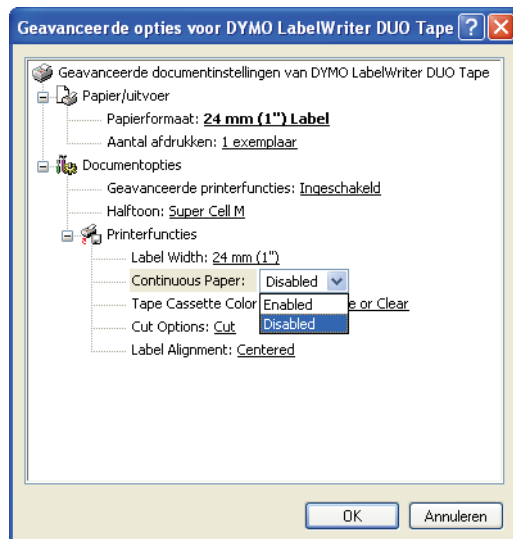 Geavanceerde opties voor DYMO LabelWriter DUO Tape
Geavanceerde documentinstellingen van DYMO LabelWriter DUO Tape
Papier/uitvoer
Papierformaat: 24 mm (1") Label
Aantal afdrukken: 1 exemplaar
Documentopties
Geavanceerde printerfuncties: Ingeschakeld
Halftoon: Super Cell M
Printerfuncties
Label Width: 24 mm (1")
Continuous Paper: Disabled
Enabled
Disabled
Tape Cassette Color e or Clear
Cut Options: Cut
Label Alignment: Centered
OK Annuleren